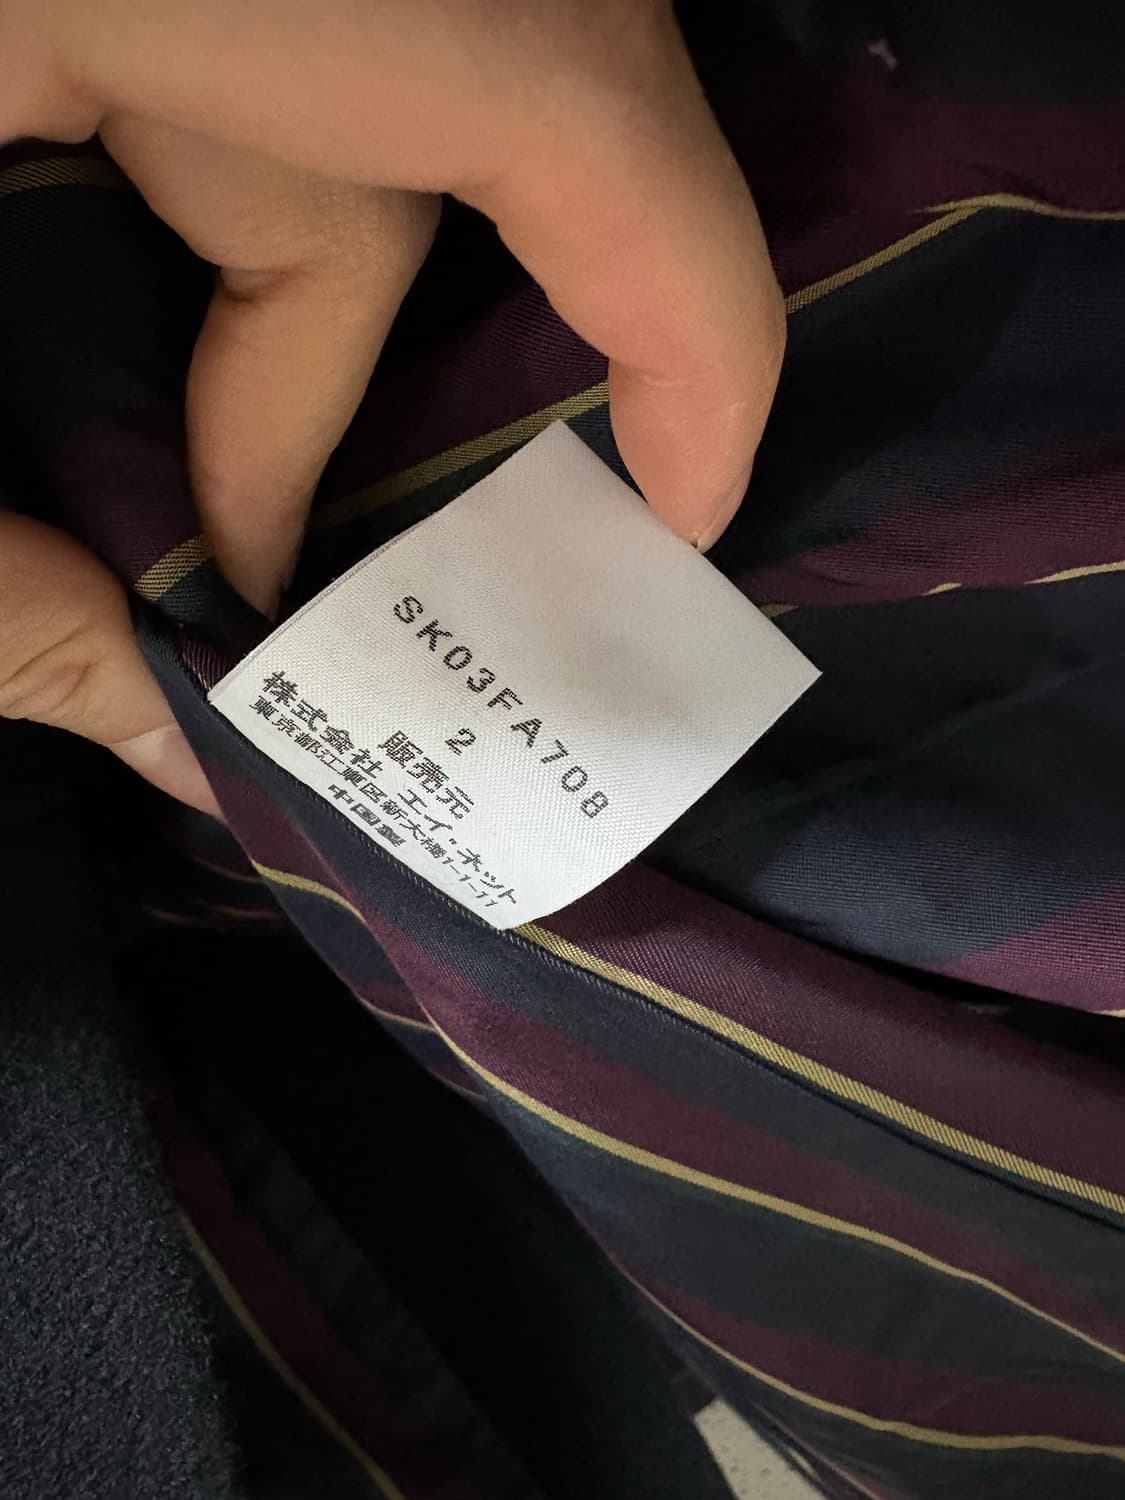 SK03FA708
2
販売元
株式会社 エイ・ネット
東京都江東区新大橋1-1-11
中国製